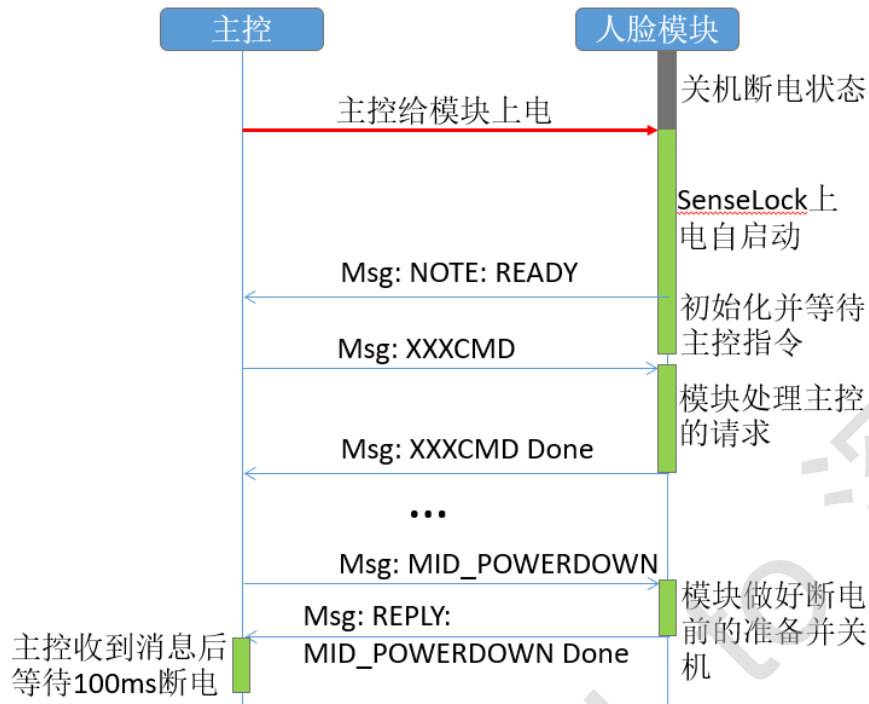 主控
人脸模块
关机断电状态
主控给模块上电
SenseLock上
电自启动
Msg: NOTE: READY
初始化并等待
主控指令
Msg: XXXCMD
模块处理主控
的请求
Msg: XXXCMD Done
...
Msg: MID_POWERDOWN
模块做好断电
前的准备并关
机
Msg: REPLY:
MID_POWERDOWN Done
主控收到消息后
等待100ms断电
to